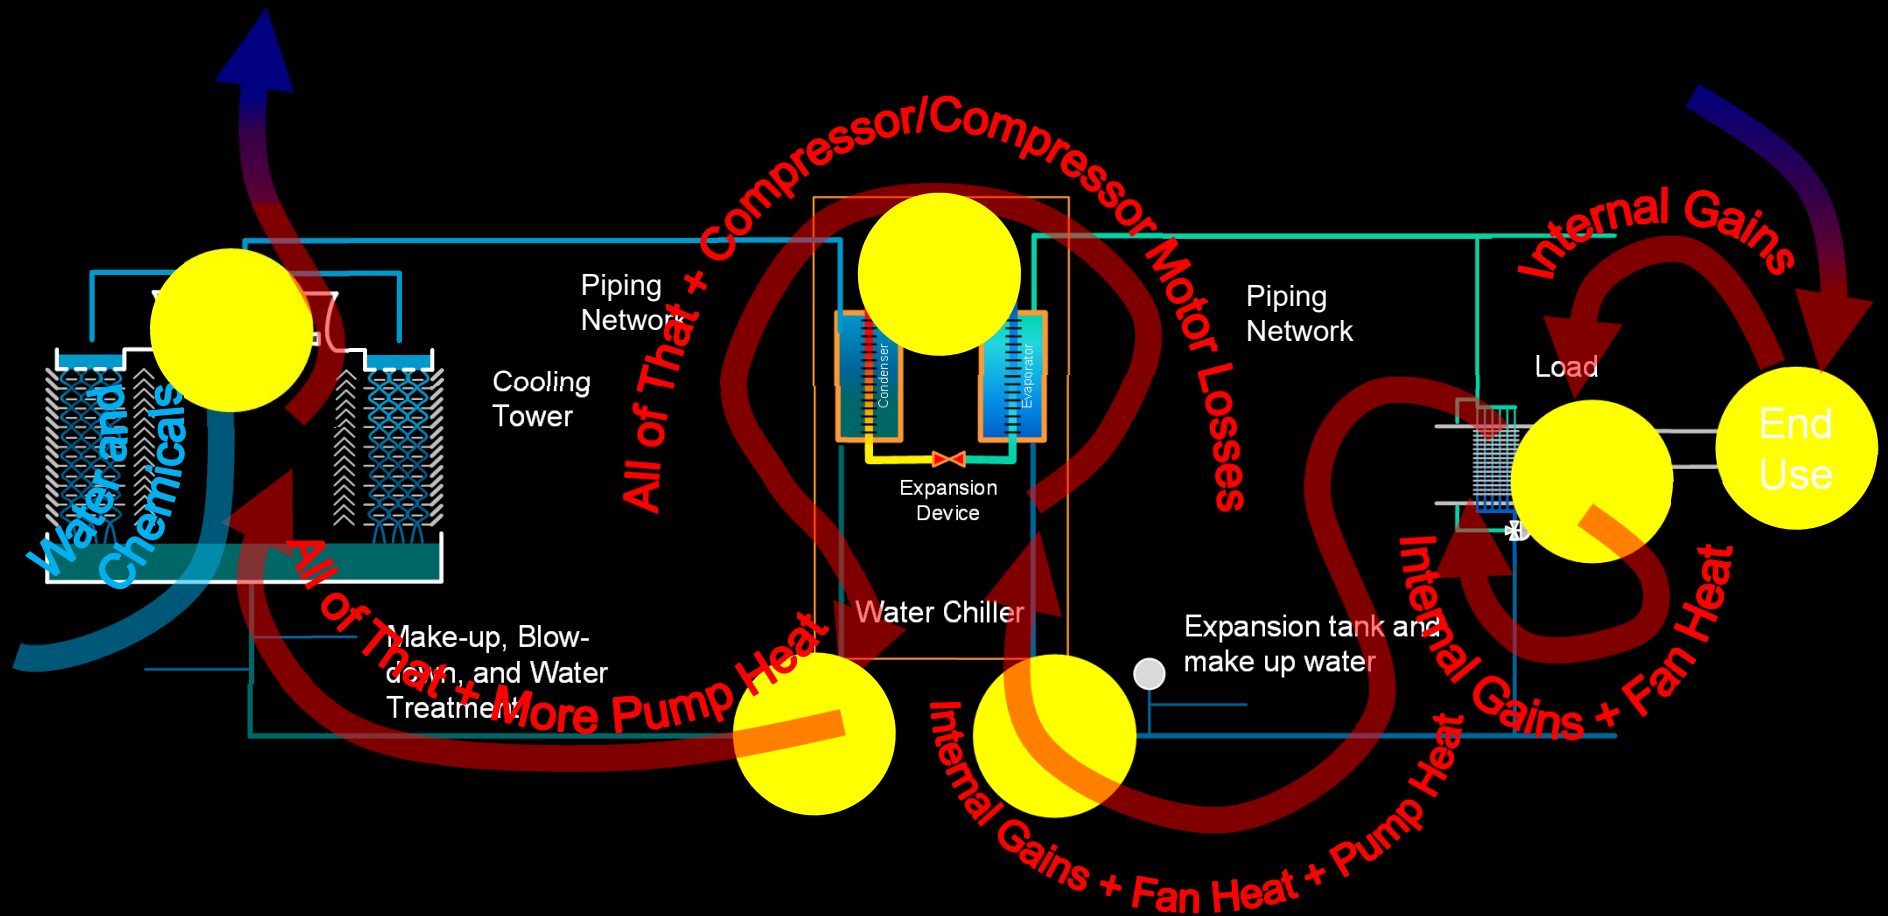 All of That + Compressor/Compressor Motor Losses
Internal Gains
Piping
Network
Piping
Network
Load
Cooling
Tower
Condenser
Evaporator
End
Use
Water and
Chemicals
Expansion
Device
Water Chiller
All of That + More Pump Heat
Make-up, Blow-
down, and Water
Treatment
Expansion tank and
make up water
Internal Gains + Fan Heat
Internal Gains + Fan Heat + Pump Heat